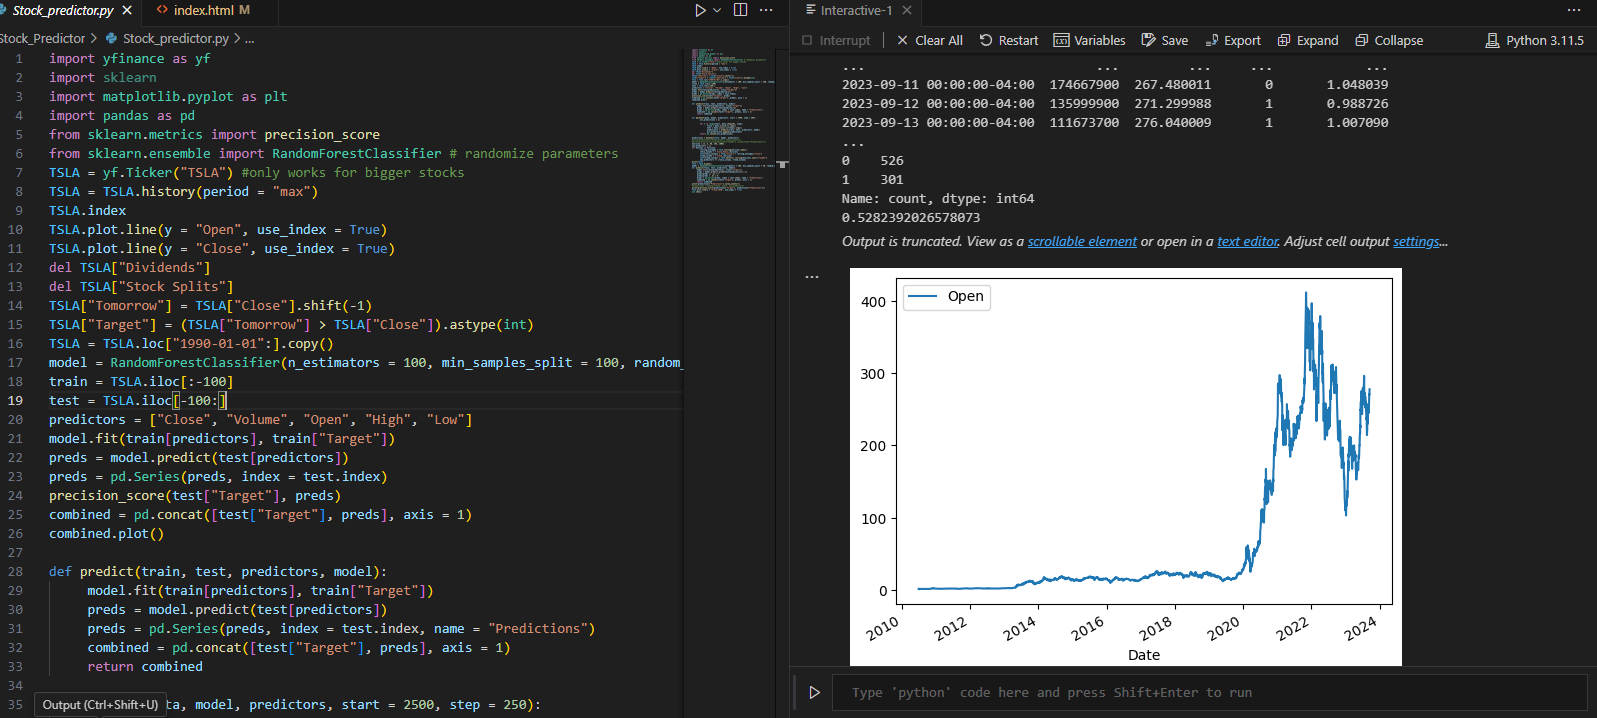 Stock_predictor.py
index.html M
Stock_Predictor > Stock_predictor.py > ...
1 import yfinance as yf
2 import sklearn
3 import matplotlib.pyplot as plt
4 import pandas as pd
5 from sklearn.metrics import precision_score
6 from sklearn.ensemble import RandomForestClassifier # randomize parameters
7 TSLA = yf.Ticker("TSLA") #only works for bigger stocks
8 TSLA = TSLA.history(period = "max")
9 TSLA.index
10 TSLA.plot.line(y = "Open", use_index = True)
11 TSLA.plot.line(y = "Close", use_index = True)
12 del TSLA["Dividends"]
13 del TSLA["Stock Splits"]
14 TSLA["Tomorrow"] = TSLA["Close"].shift(-1)
15 TSLA["Target"] = (TSLA["Tomorrow"] > TSLA["Close"]).astype(int)
16 TSLA = TSLA.loc["1990-01-01":].copy()
17 model = RandomForestClassifier(n_estimators = 100, min_samples_split = 100, random_
18 train = TSLA.iloc[:-100]
19 test = TSLA.iloc[-100:]
20 predictors = ["Close", "Volume", "Open", "High", "Low"]
21 model.fit(train[predictors], train["Target"])
22 preds = model.predict(test[predictors])
23 preds = pd.Series(preds, index = test.index)
24 precision_score(test["Target"], preds)
25 combined = pd.concat([test["Target"], preds], axis = 1)
26 combined.plot()
27
28 def predict(train, test, predictors, model):
29 model.fit(train[predictors], train["Target"])
30 preds = model.predict(test[predictors])
31 preds = pd.Series(preds, index = test.index, name = "Predictions")
32 combined = pd.concat([test["Target"], preds], axis = 1)
33 return combined
34
35 ta, model, predictors, start = 2500, step = 250):
Output (Ctrl+Shift+U)
Interactive-1
Interrupt | Clear All Restart Variables Save Export Expand Collapse Python 3.11.5
... ... ... ... ...
2023-09-11 00:00:00-04:00 174667900 267.480011 0 1.048039
2023-09-12 00:00:00-04:00 135999900 271.299988 1 0.988726
2023-09-13 00:00:00-04:00 111673700 276.040009 1 1.007090
...
0 526
1 301
Name: count, dtype: int64
0.5282392026578073
Output is truncated. View as a scrollable element or open in a text editor. Adjust cell output settings...
...
Open
400
300
200
100
0
2010 2012 2014 2016 2018 2020 2022 2024
Date
Type 'python' code here and press Shift+Enter to run